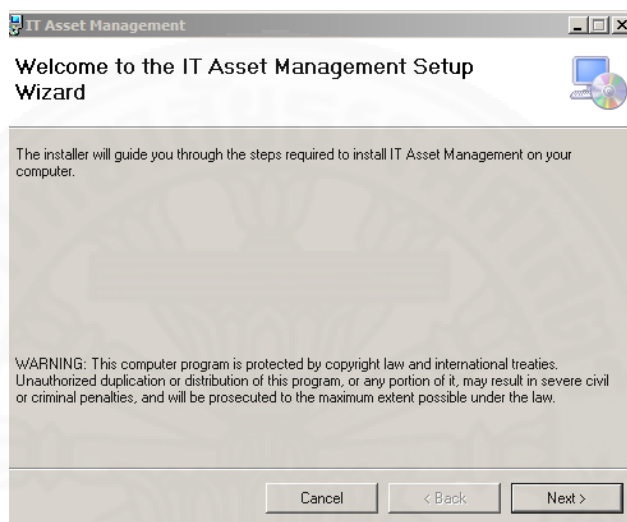 IT Asset Management
Welcome to the IT Asset Management Setup
Wizard
The installer will guide you through the steps required to install IT Asset Management on your
computer.
WARNING: This computer program is protected by copyright law and international treaties.
Unauthorized duplication or distribution of this program, or any portion of it, may result in severe civil
or criminal penalties, and will be prosecuted to the maximum extent possible under the law.
Cancel < Back Next >